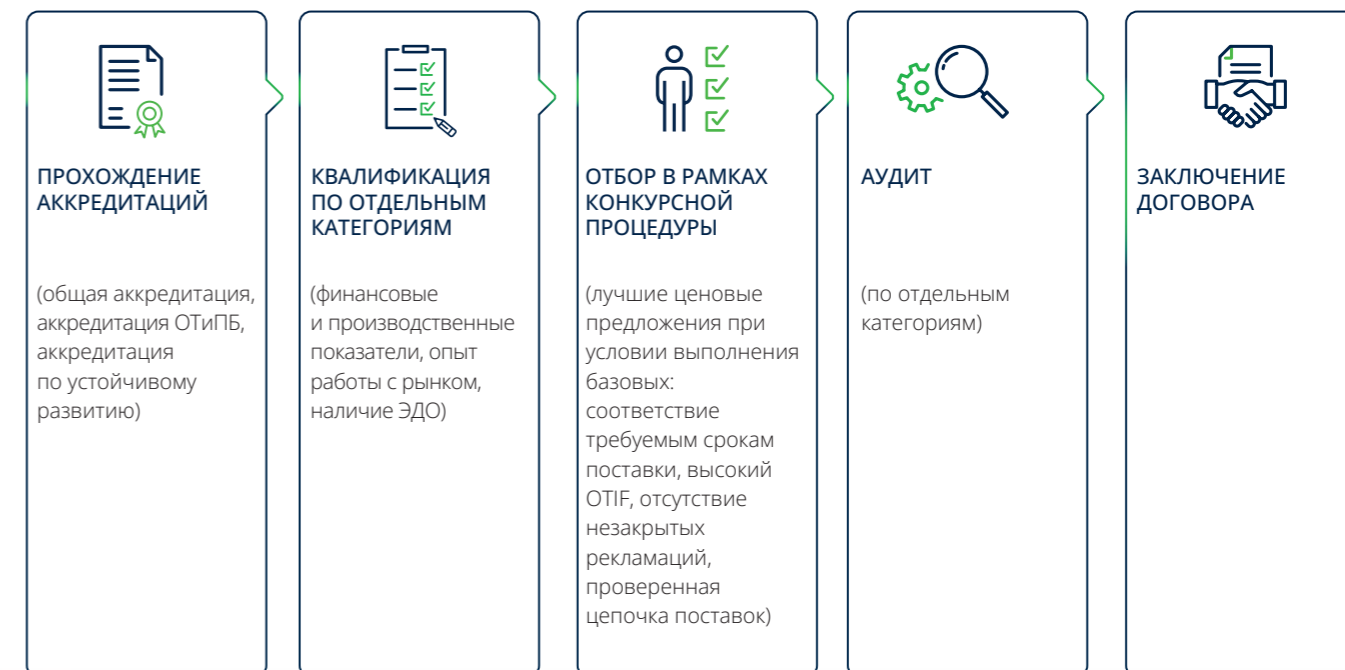 ПРОХОЖДЕНИЕ
АККРЕДИТАЦИЙ
(общая аккредитация,
аккредитация ОТиПБ,
аккредитация
по устойчивому
развитию)
КВАЛИФИКАЦИЯ
ПО ОТДЕЛЬНЫМ
КАТЕГОРИЯМ
(финансовые
и производственные
показатели, опыт
работы с рынком,
наличие ЭДО)
ОТБОР В РАМКАХ
КОНКУРСНОЙ
ПРОЦЕДУРЫ
(лучшие ценовые
предложения при
условии выполнения
базовых:
соответствие
требуемым срокам
поставки, высокий
OTIF, отсутствие
незакрытых
рекламаций,
проверенная
цепочка поставок)
АУДИТ
(по отдельным
категориям)
ЗАКЛЮЧЕНИЕ
ДОГОВОРА